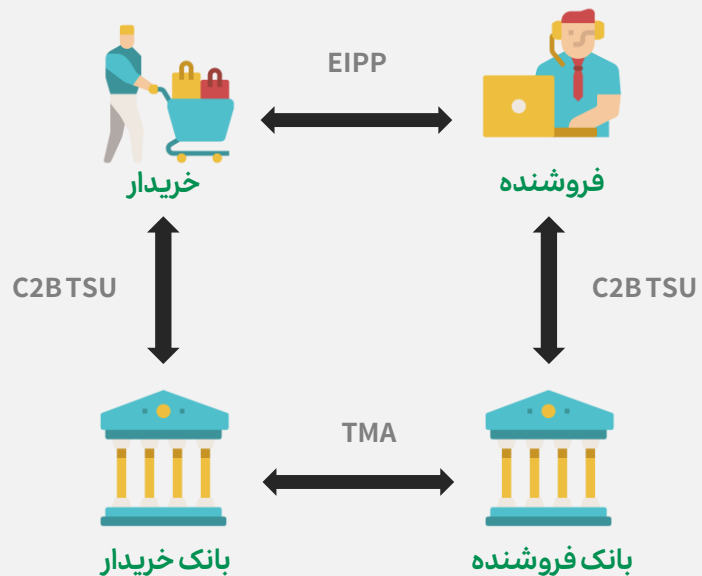 EIPP
خریدار
فروشنده
C2B TSU
C2B TSU
TMA
بانک خریدار
بانک فروشنده